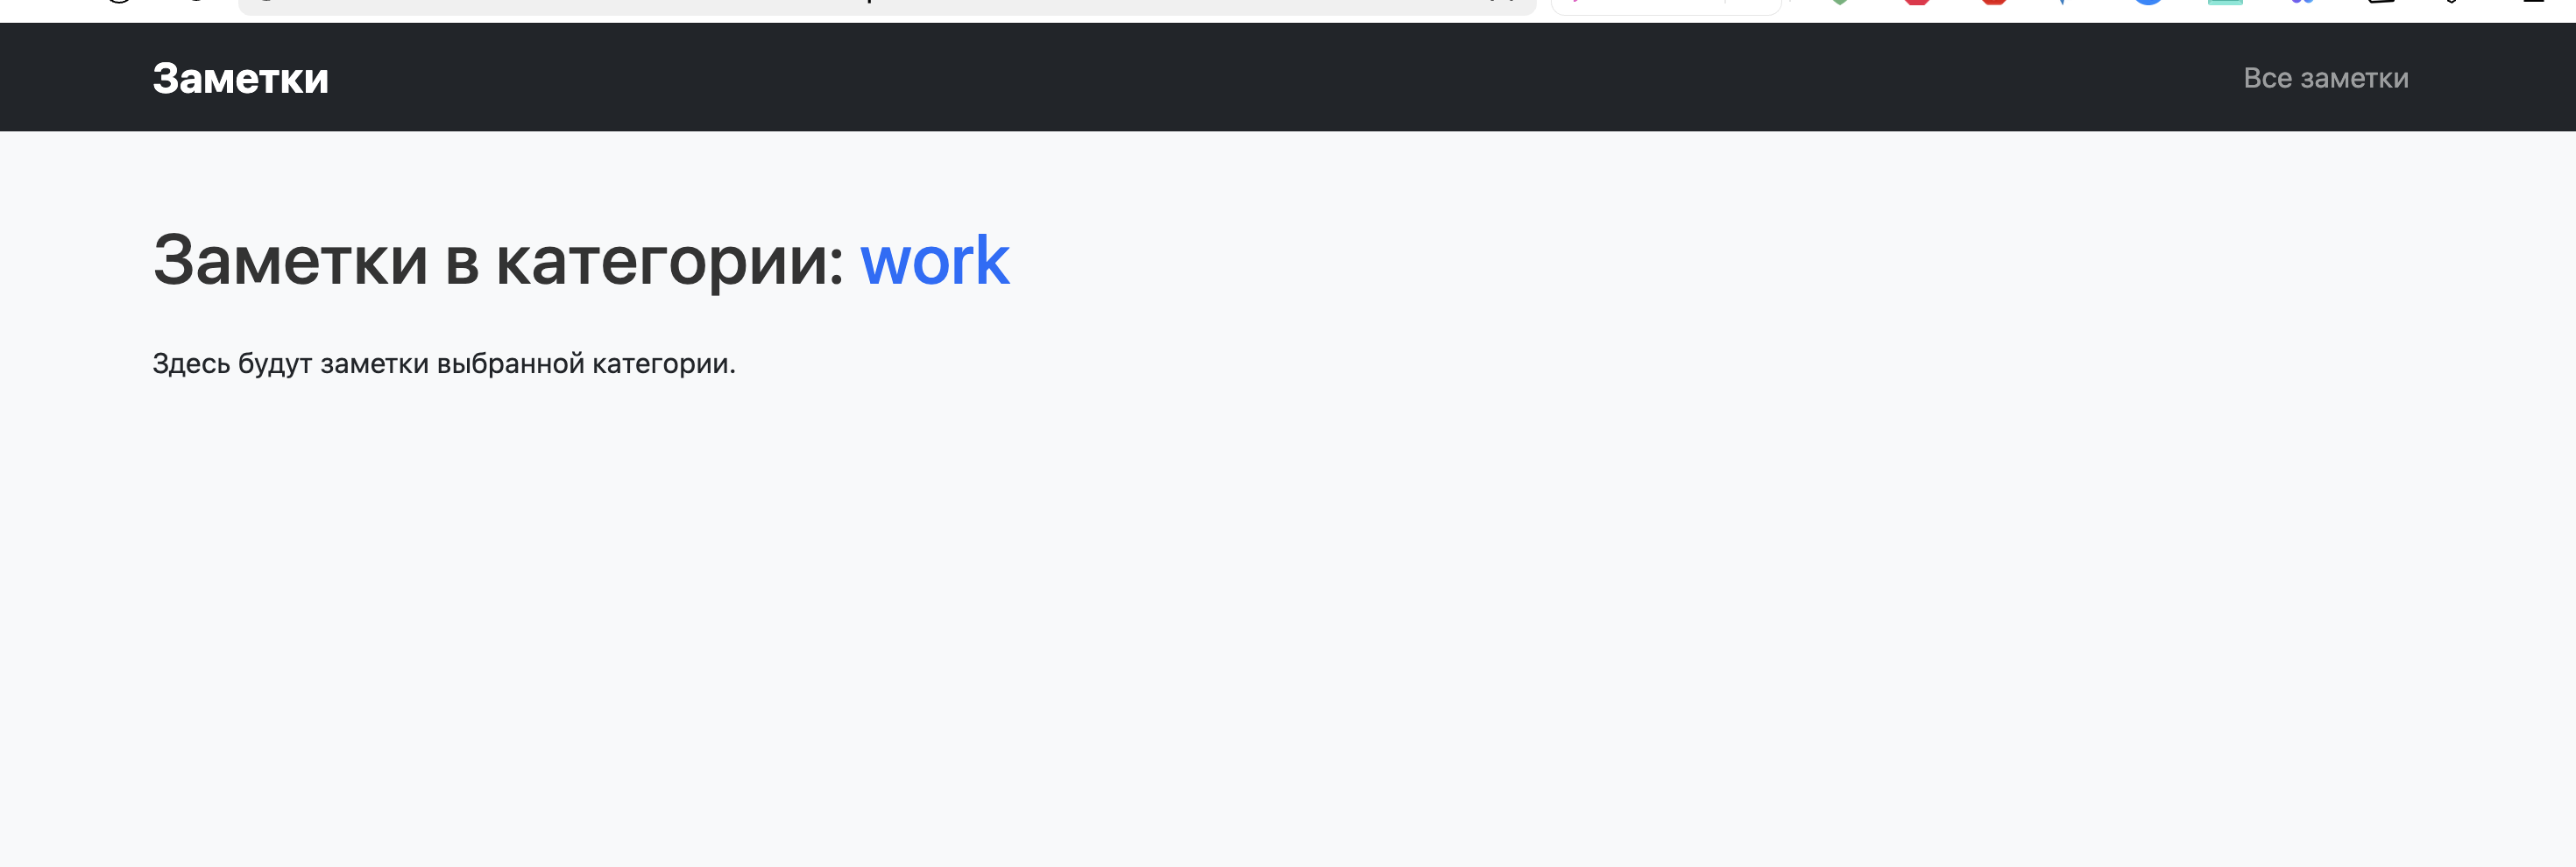 Заметки
Все заметки
Заметки в категории: work
Здесь будут заметки выбранной категории.